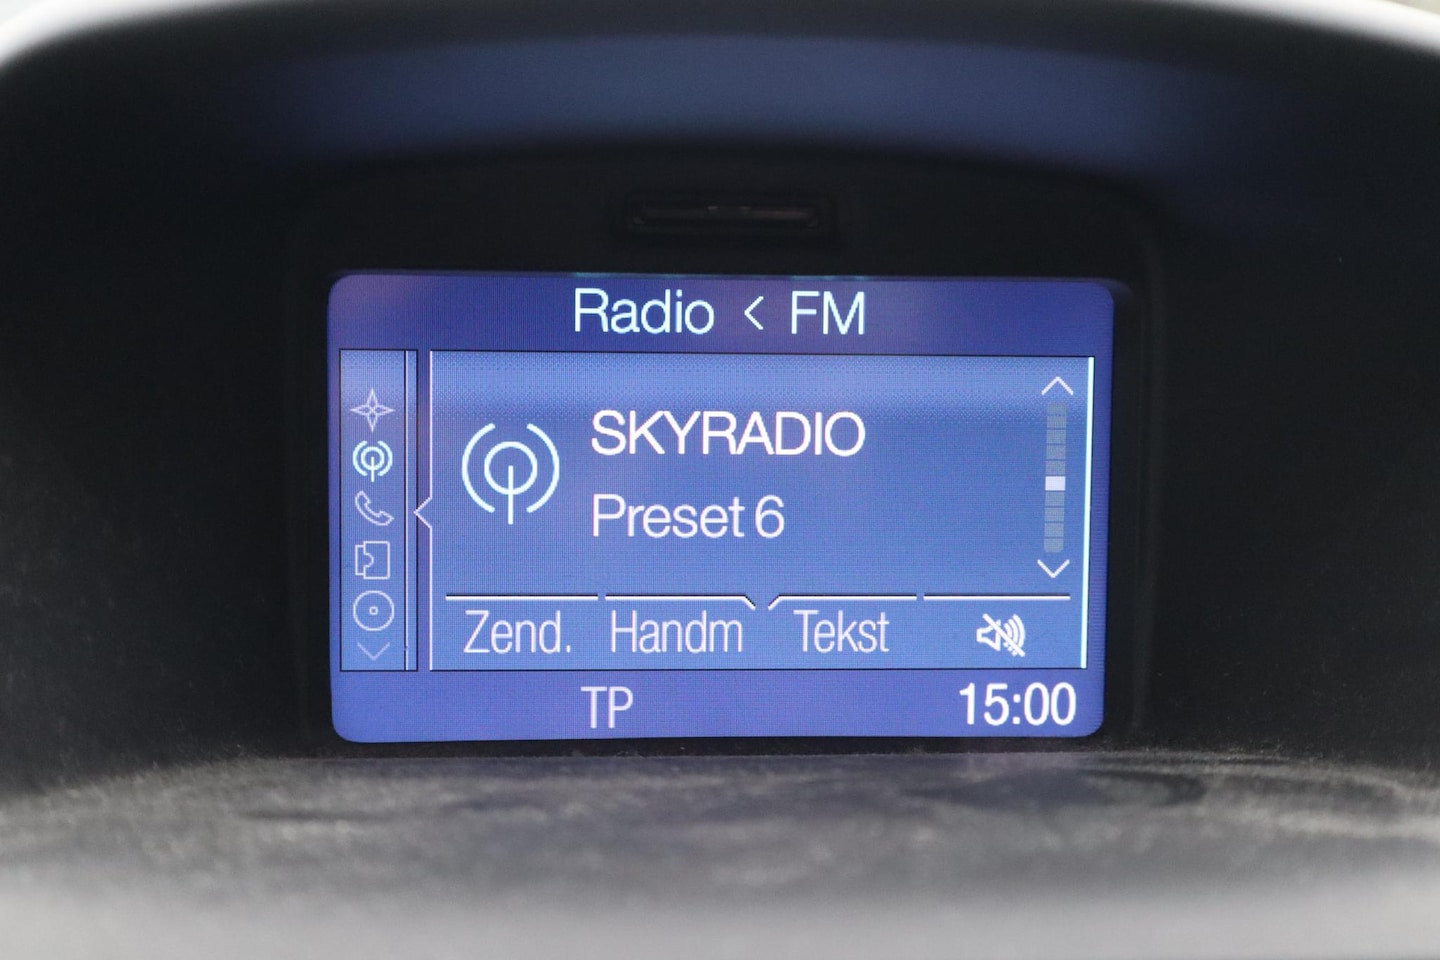 Radio < FM
SKYRADIO
Preset 6
Zend. Handm Tekst
TP 15:00